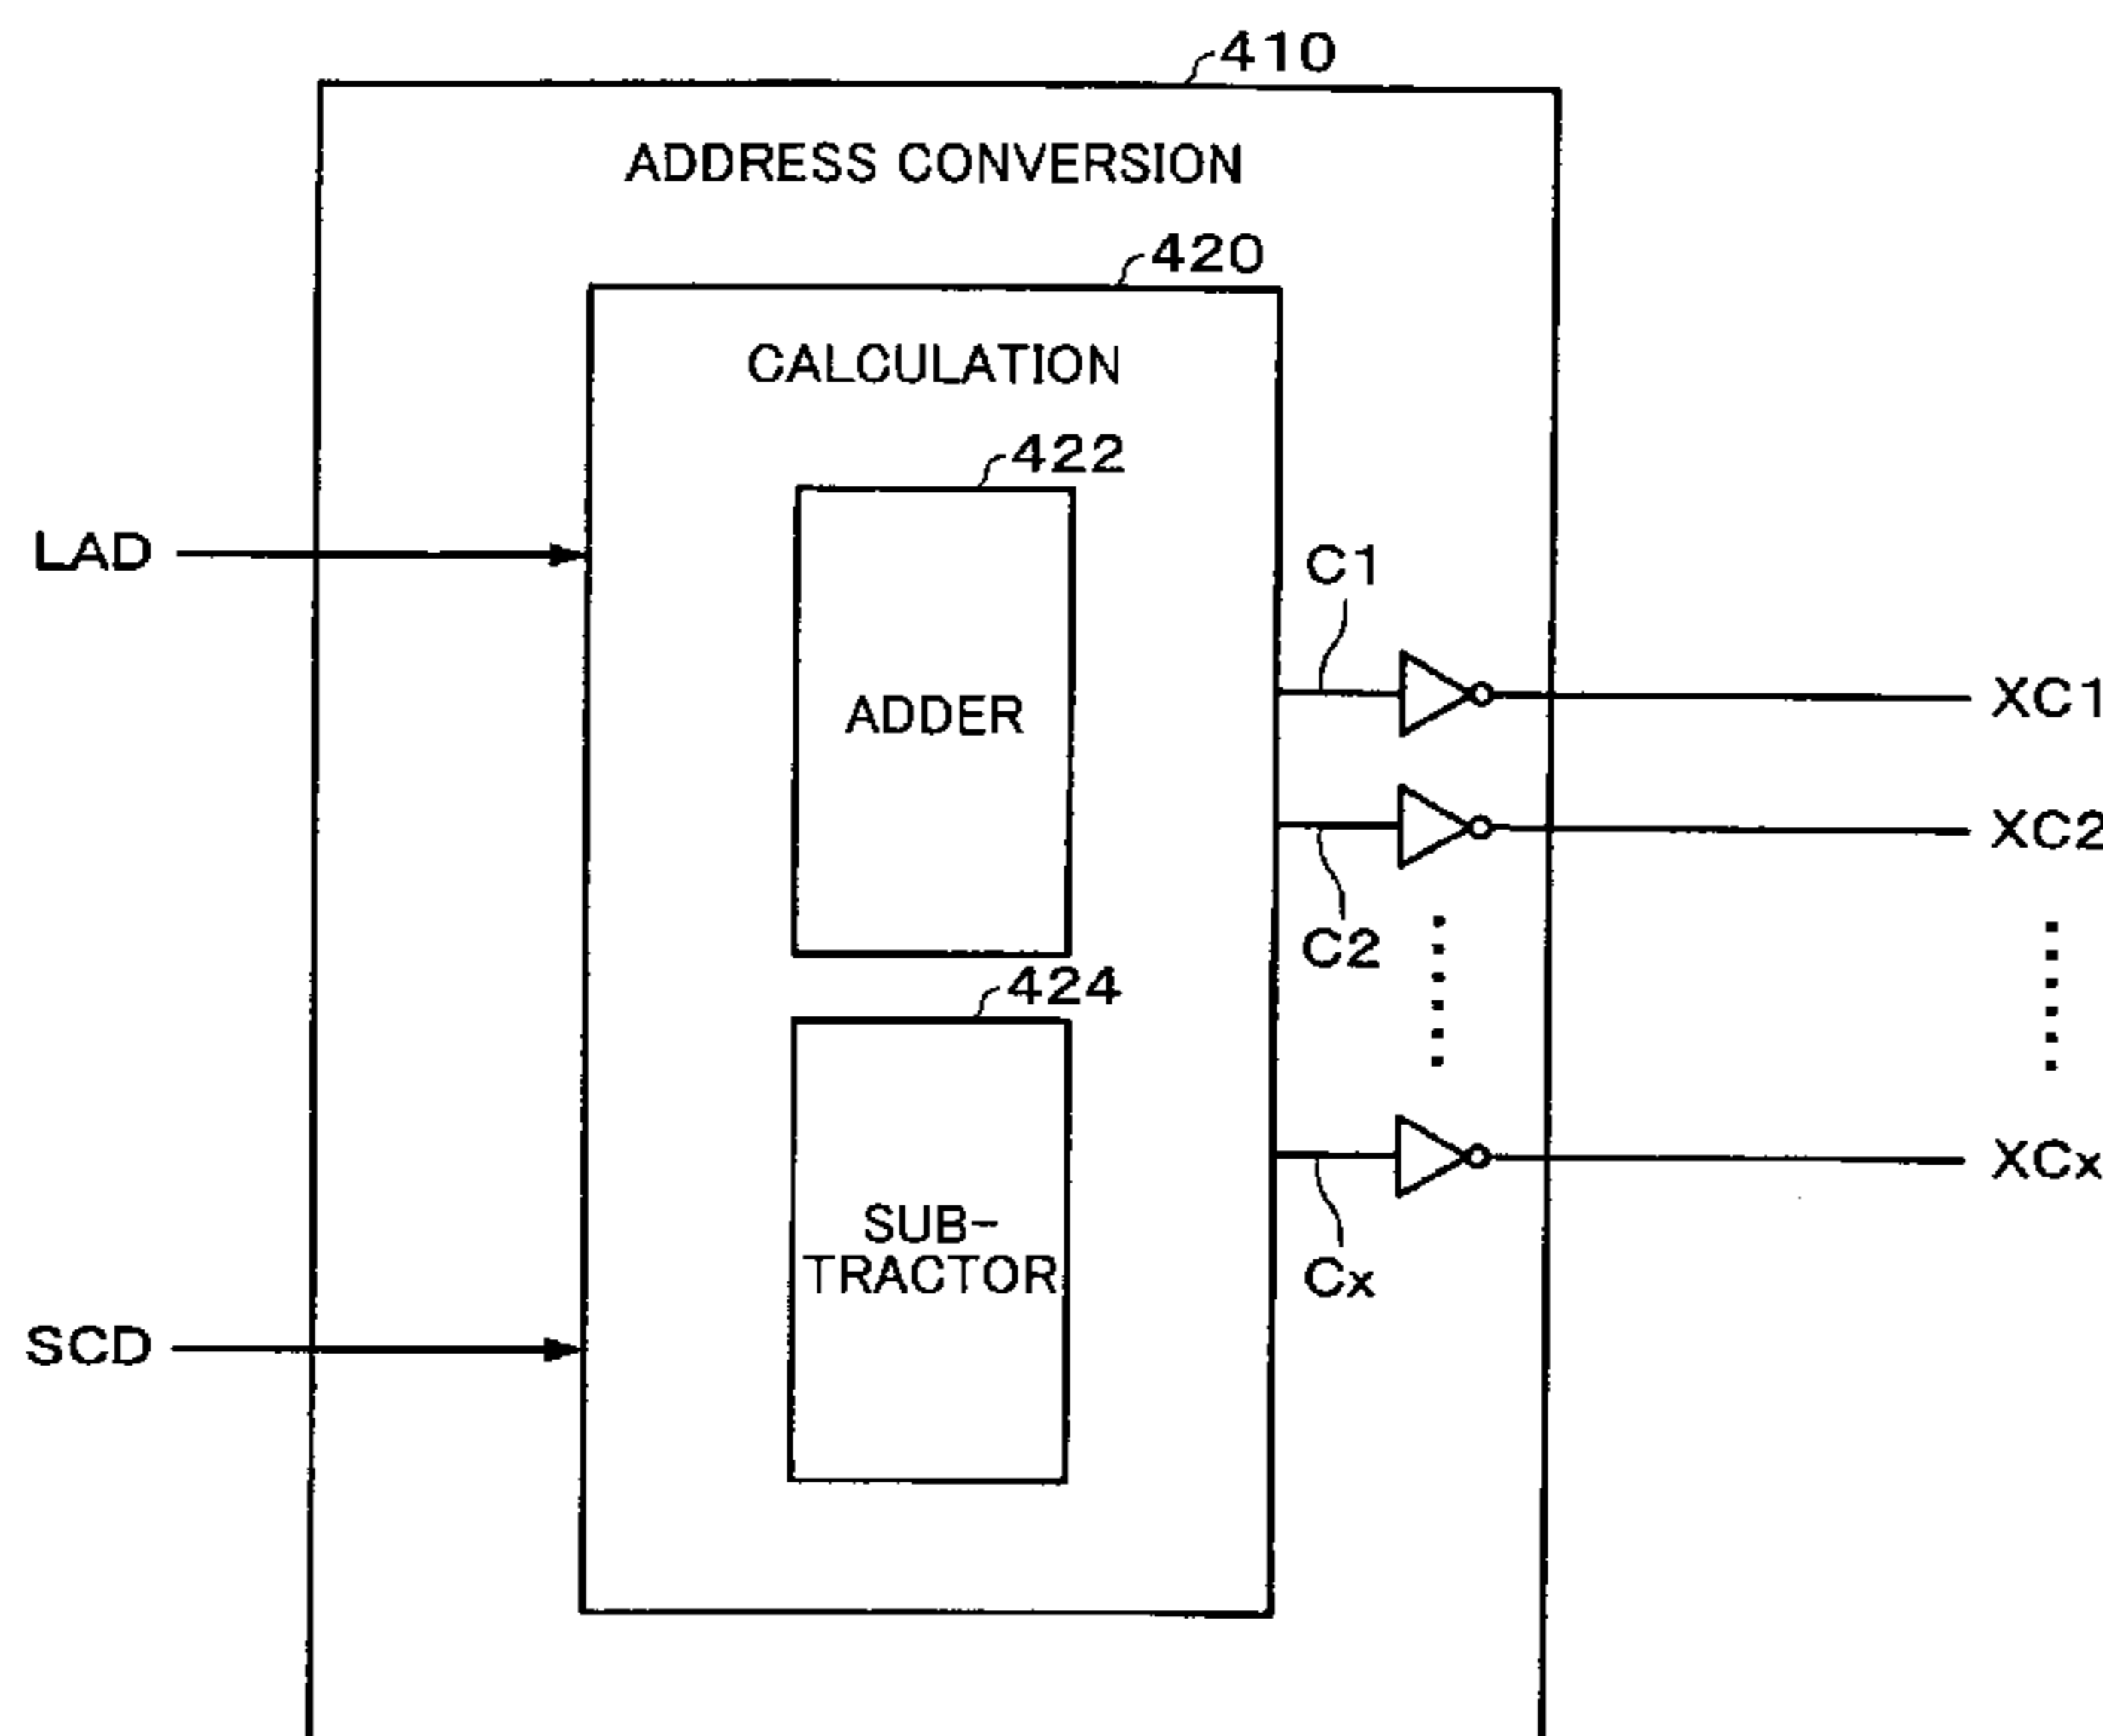 410
ADDRESS CONVERSION
420
CALCULATION
422
LAD
ADDER
C1
XC1
XC2
C2
424
SUB-
TRACTOR
XCx
Cx
SCD